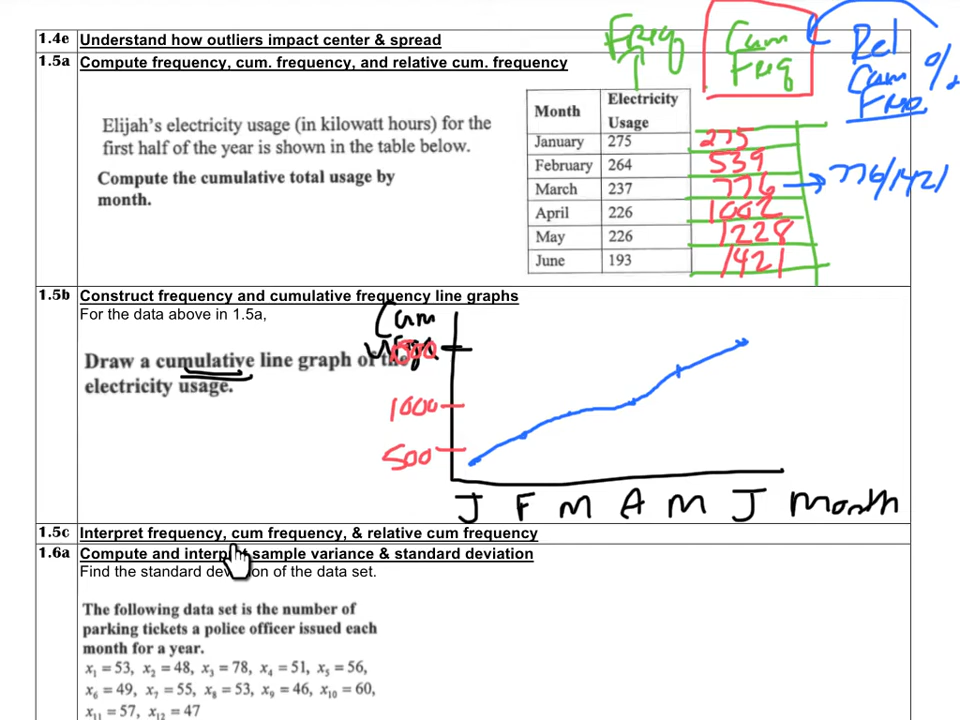 1.4e Understand how outliers impact center & spread
1.5a Compute frequency, cum. frequency, and relative cum. frequency
Freq
Cum
Freq
Rel
Cum %
Freq
Elijah's electricity usage (in kilowatt hours) for the
first half of the year is shown in the table below.
Compute the cumulative total usage by
month.
Month Electricity Usage
January 275 275
February 264 539
March 237 776 776/1421
April 226 1002
May 226 1228
June 193 1421
1.5b Construct frequency and cumulative frequency line graphs
For the data above in 1.5a,
Cum
Draw a cumulative line graph of the
electricity usage.
1000
500
J F M A M J Month
1.5c Interpret frequency, cum frequency, & relative cum frequency
1.6a Compute and interpret sample variance & standard deviation
Find the standard deviation of the data set.
The following data set is the number of
parking tickets a police officer issued each
month for a year.
x₁ = 53, x₂ = 48, x₃ = 78, x₄ = 51, x₅ = 56,
x₆ = 49, x₇ = 55, x₈ = 53, x₉ = 46, x₁₀ = 60,
x₁₁ = 57, x₁₂ = 47